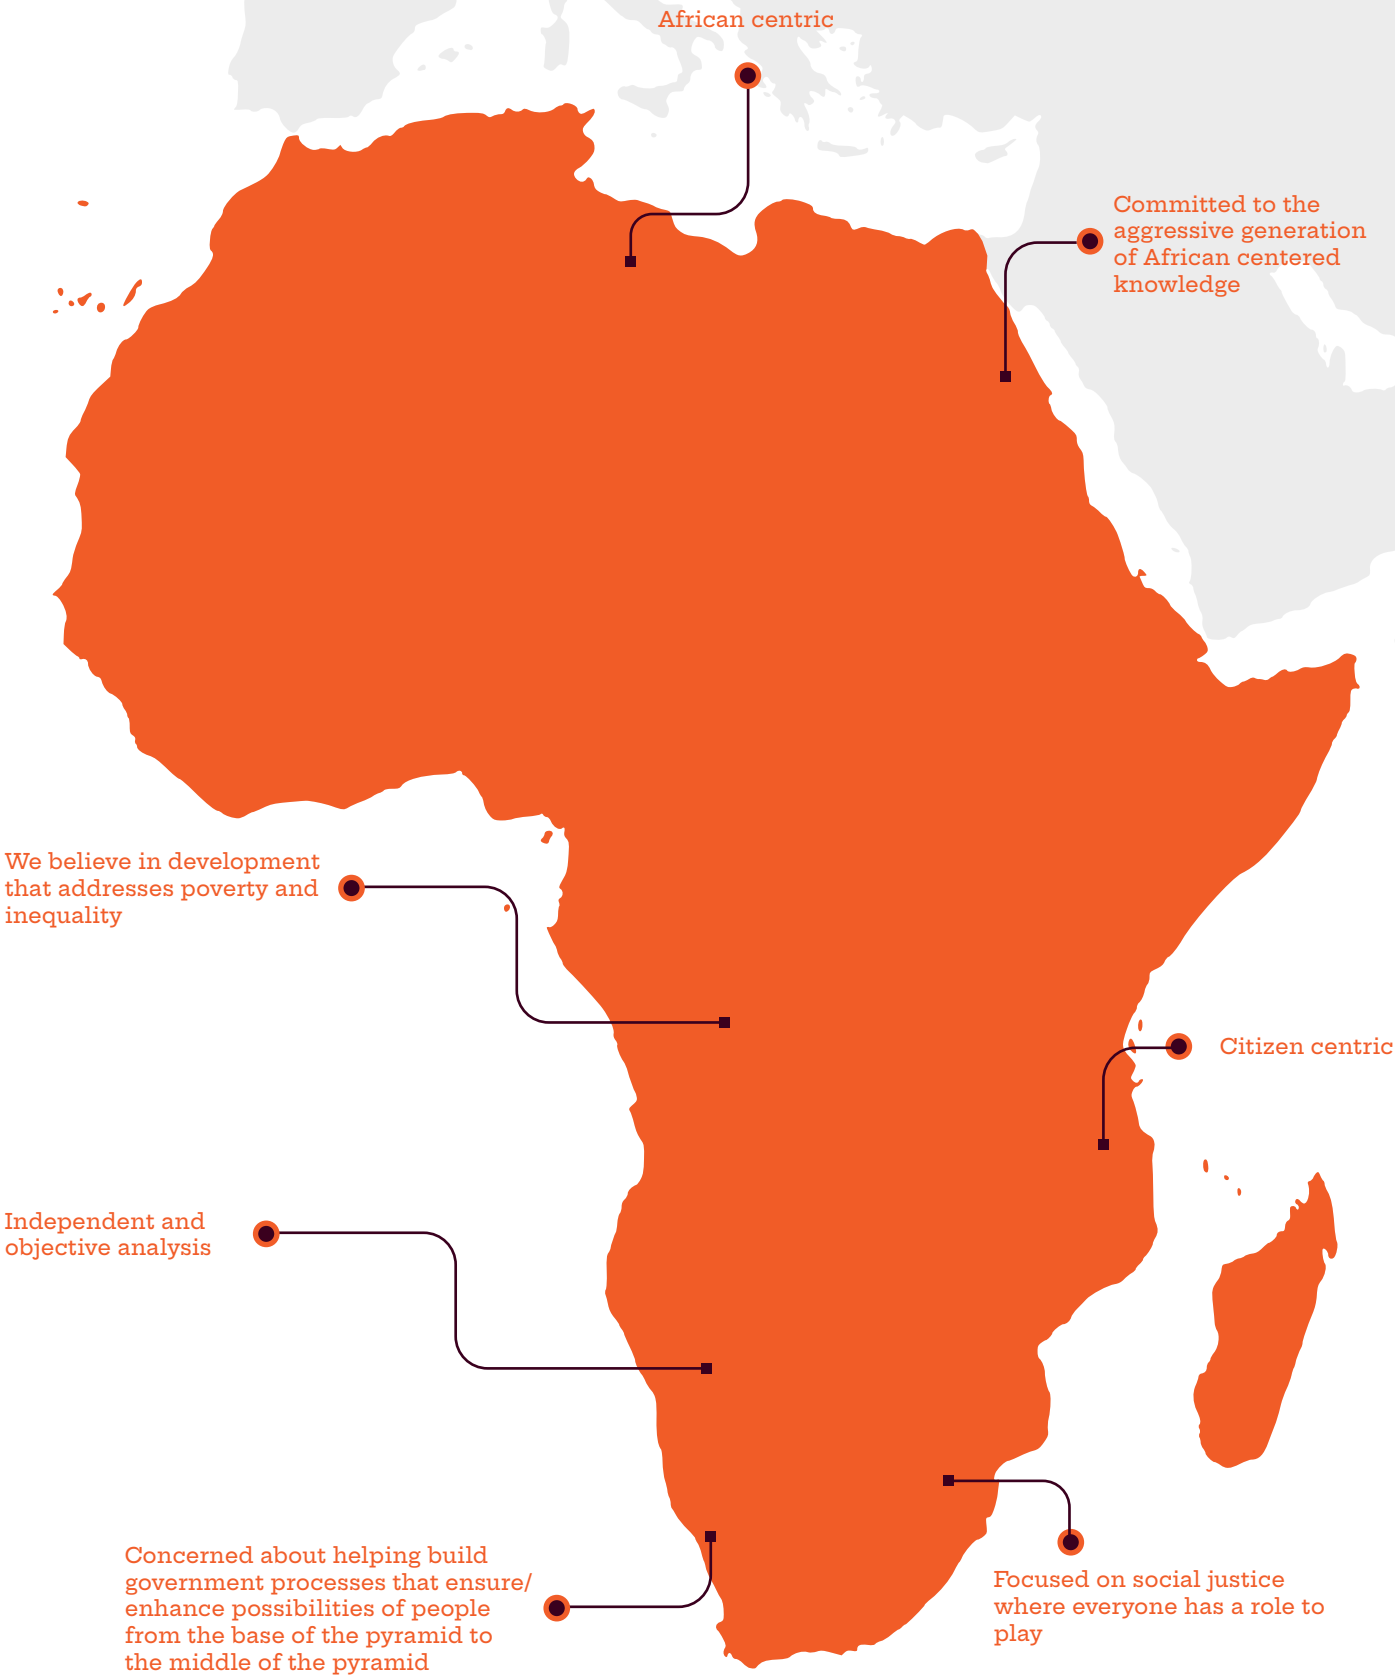 African centric
Committed to the
aggressive generation
of African centered
knowledge
We believe in development
that addresses poverty and
inequality
Citizen centric
Independent and
objective analysis
Concerned about helping build
government processes that ensure/
enhance possibilities of people
from the base of the pyramid to
the middle of the pyramid
Focused on social justice
where everyone has a role to
play